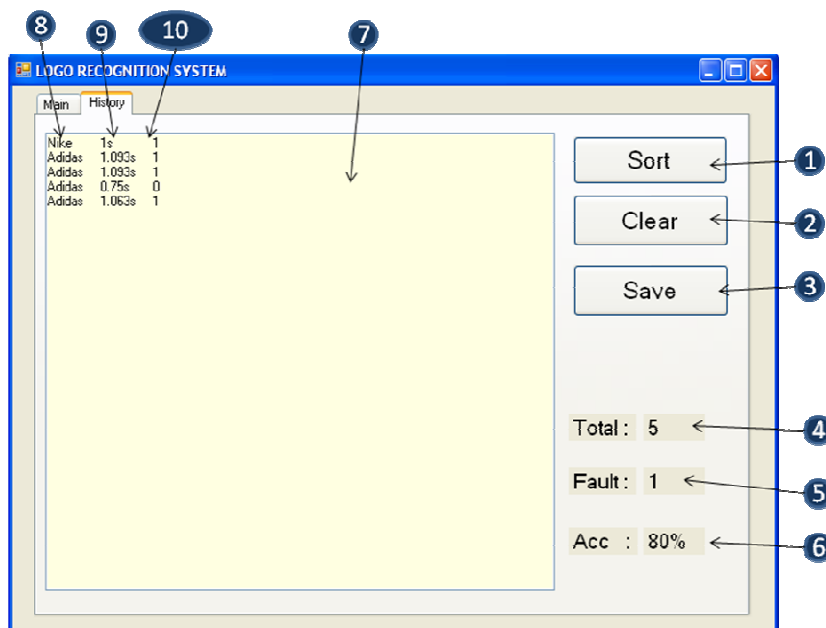 8 9 10 7
LOGO RECOGNITION SYSTEM
Main History
Nike 1s 1
Adidas 1.093s 1
Adidas 1.093s 1
Adidas 0.75s 0
Adidas 1.063s 1
Sort 1
Clear 2
Save 3
Total : 5 4
Fault : 1 5
Acc : 80% 6